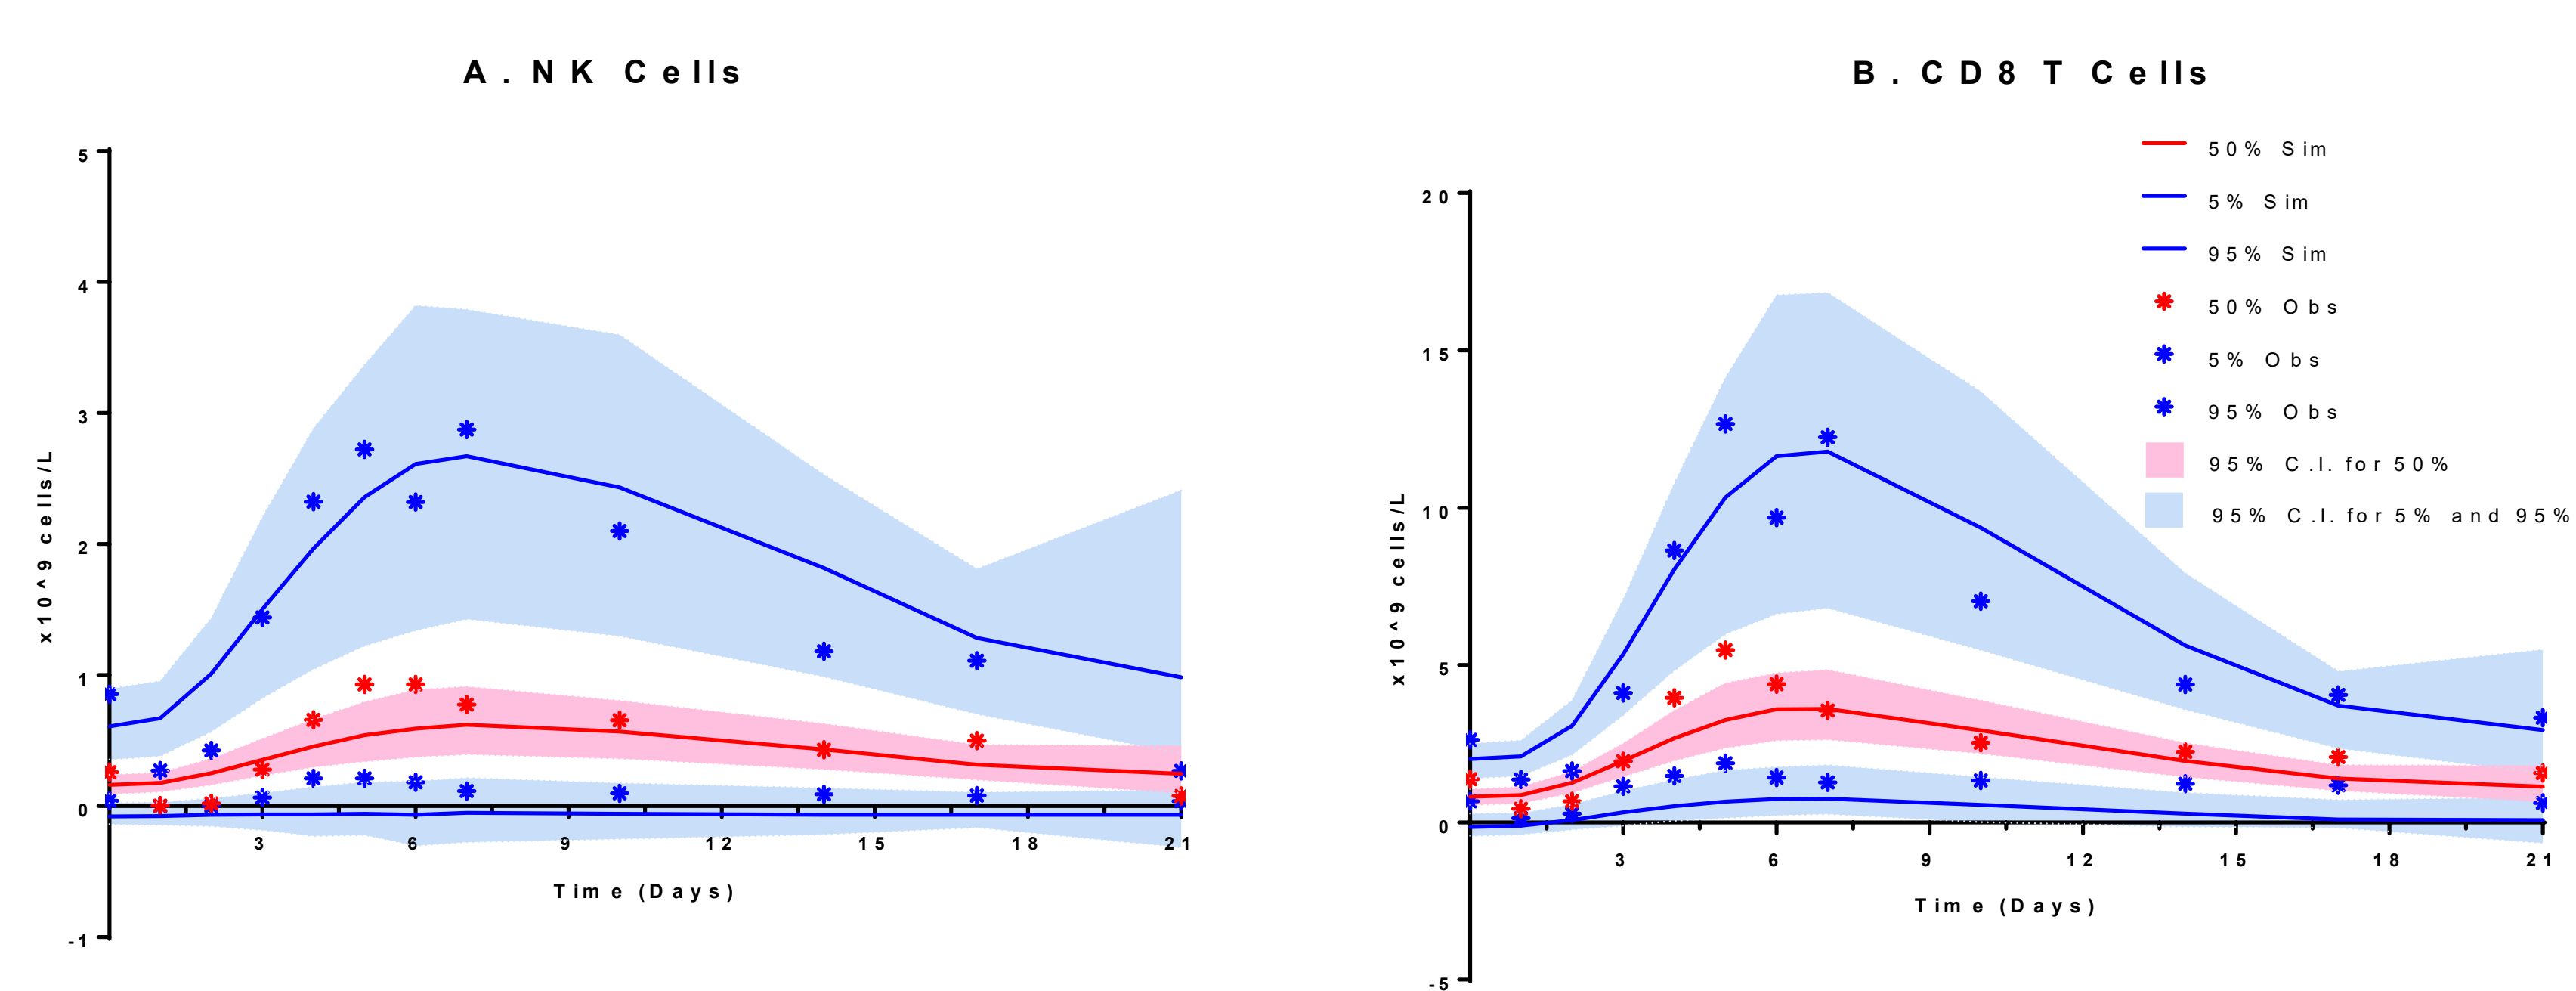 A. NK Cells
5
4
3
2
1
0
-1
x10^9 cells/L
3 6 9 12 15 18 21
Time (Days)
B. CD8 T Cells
20
15
10
5
0
-5
x10^9 cells/L
3 6 9 12 15 18 21
Time (Days)
50% Sim
5% Sim
95% Sim
50% Obs
5% Obs
95% Obs
95% C.I. for 50%
95% C.I. for 5% and 95%